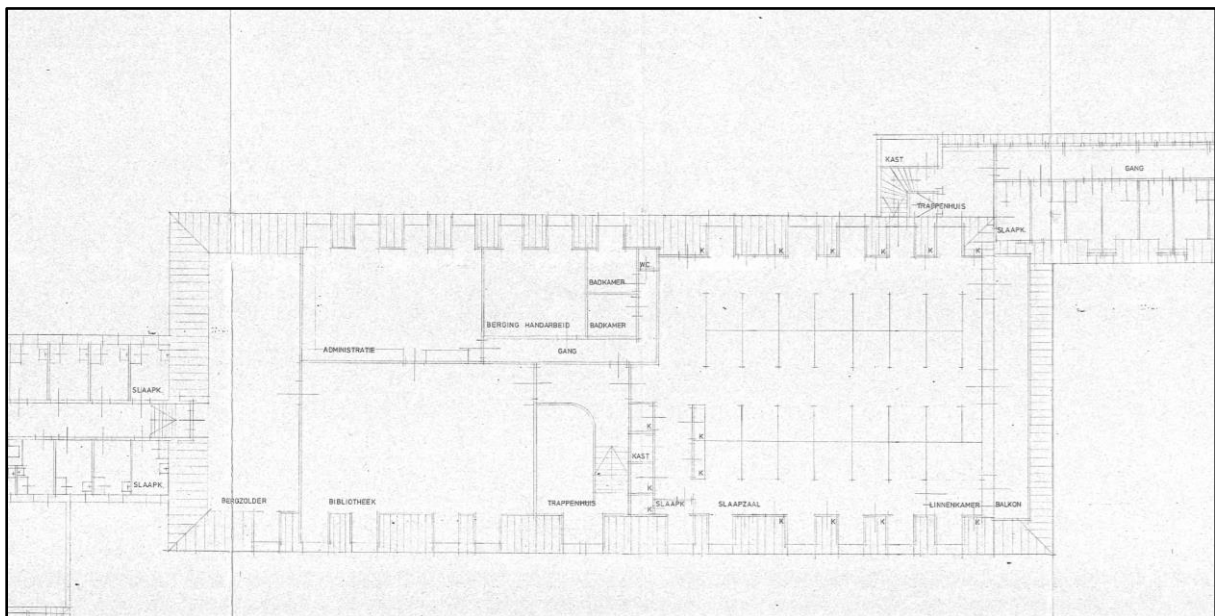 KAST
GANG
TRAPPENHUIS
SLAAPK.
K K K K K K
WC
BADKAMER
BERGING HANDARBEID BADKAMER
ADMINISTRATIE GANG
SLAAPK.
K K
KAST
K
K
SLAAPK.
BERGZOLDER BIBLIOTHEEK TRAPPENHUIS SLAAPK SLAAPZAAL LINNENKAMER BALKON
K K K K K K